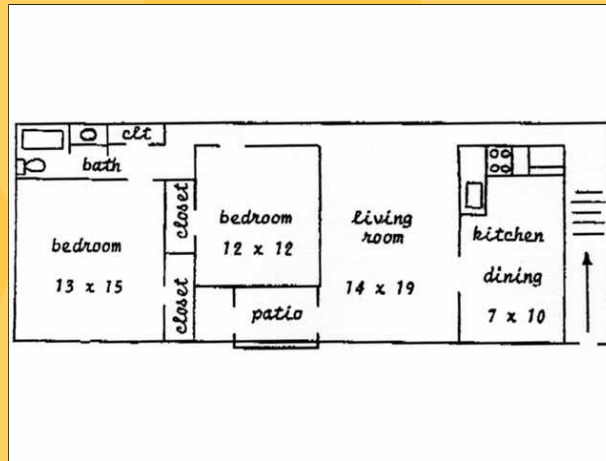 clt
bath
closet
bedroom
12 x 12
living
room
kitchen
bedroom
13 x 15
closet
patio
14 x 19
dining
7 x 10